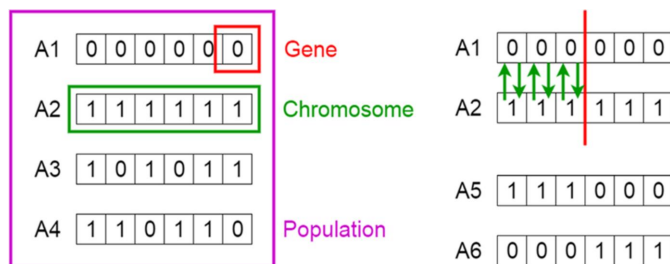 A1 0 0 0 0 0 0 Gene
A2 1 1 1 1 1 1 Chromosome
A3 1 0 1 0 1 1
A4 1 1 0 1 1 0 Population
A1 0 0 0 0 0 0
A2 1 1 1 1 1 1
A5 1 1 1 0 0 0
A6 0 0 0 1 1 1